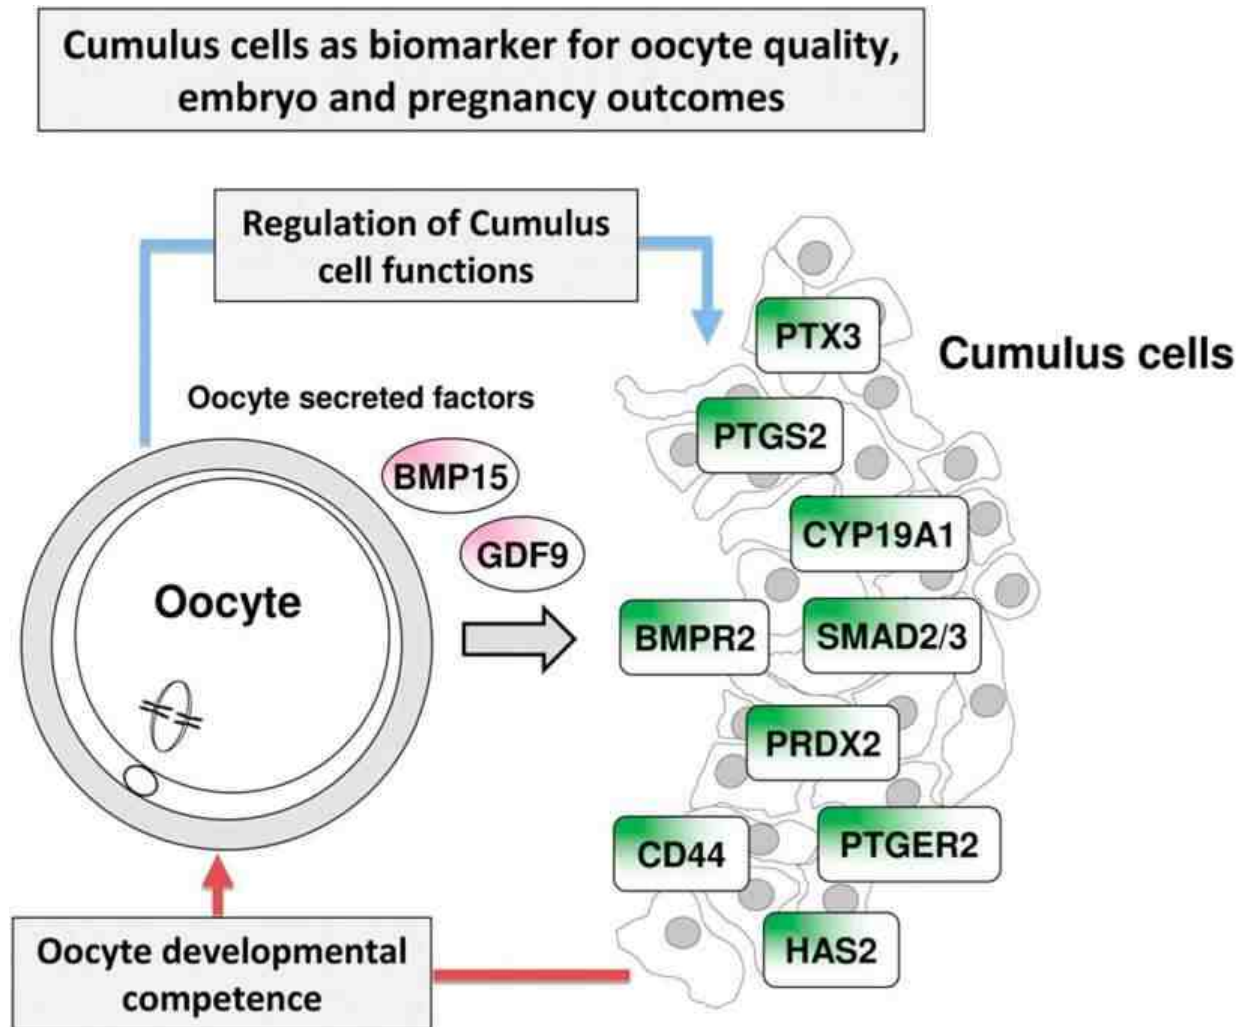 Cumulus cells as biomarker for oocyte quality,
embryo and pregnancy outcomes
Regulation of Cumulus
cell functions
Oocyte secreted factors
BMP15
GDF9
Oocyte
Cumulus cells
PTX3
PTGS2
CYP19A1
BMPR2
SMAD2/3
PRDX2
CD44
PTGER2
HAS2
Oocyte developmental
competence